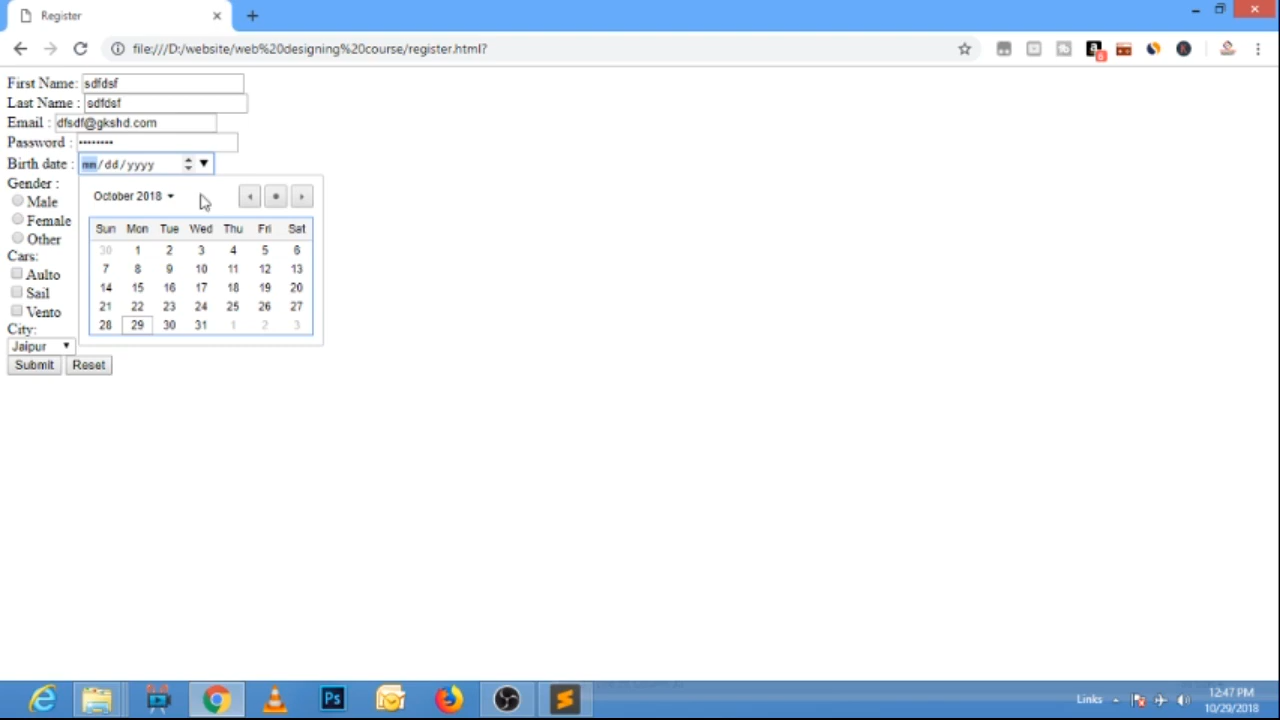 Register
file:///D:/website/web%20designing%20course/register.html?
First Name: sdfdsf
Last Name : sdfdsf
Email : dfsdf@gkshd.com
Password : ••••••••
Birth date : mm/dd/yyyy
Gender :
October 2018
Male
Female
Other
Sun Mon Tue Wed Thu Fri Sat
30 1 2 3 4 5 6
7 8 9 10 11 12 13
14 15 16 17 18 19 20
21 22 23 24 25 26 27
28 29 30 31 1 2 3
Cars:
Aulto
Sail
Vento
City:
Jaipur
Submit Reset
Ps
Links
12:47 PM
10/29/2018